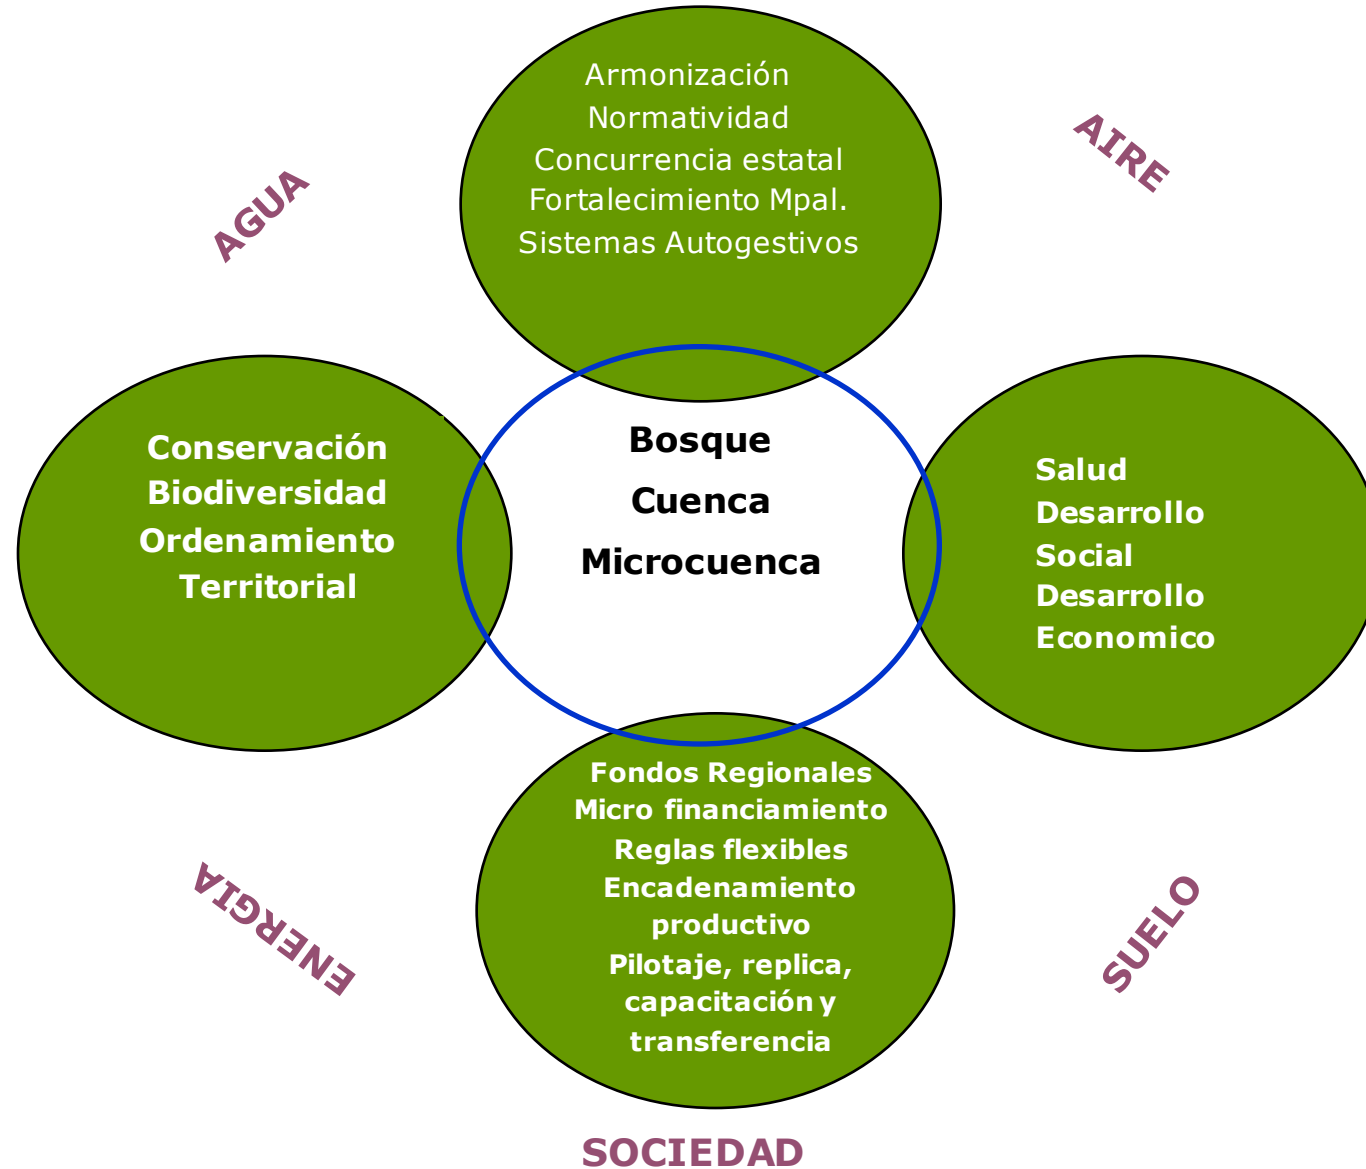 Armonización
Normatividad
Concurrencia estatal
Fortalecimiento Mpal.
Sistemas Autogestivos
AGUA
AIRE
Conservación
Biodiversidad
Ordenamiento
Territorial
Bosque
Cuenca
Microcuenca
Salud
Desarrollo
Social
Desarrollo
Economico
Fondos Regionales
Micro financiamiento
Reglas flexibles
Encadenamiento
productivo
Pilotaje, replica,
capacitación y
transferencia
ENERGIA
SUELO
SOCIEDAD